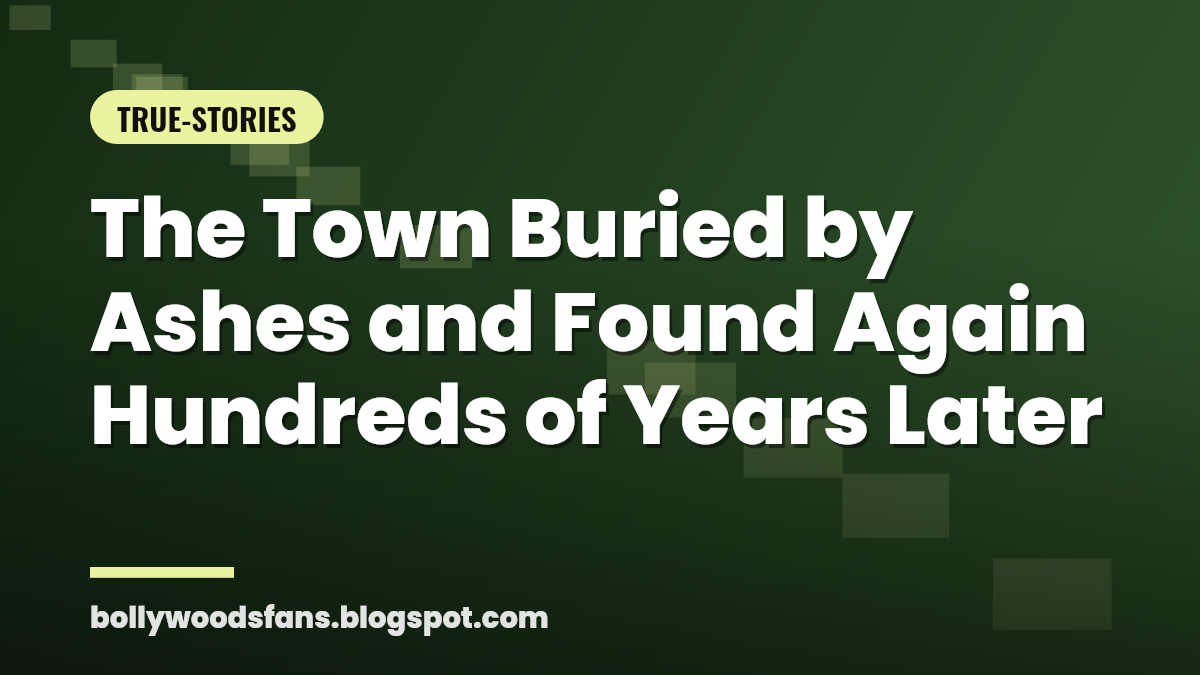 TRUE-STORIES
The Town Buried by
Ashes and Found Again
Hundreds of Years Later
bollywoodsfans.blogspot.com